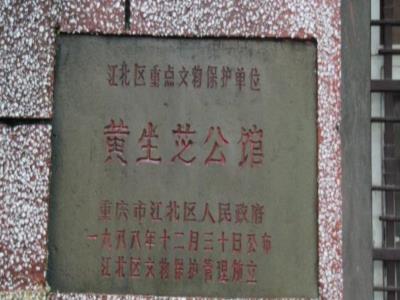 江北区重点文物保护单位
黄生芝公馆
重庆市江北区人民政府
一九八八年十二月三十日公布
江北区文物保护管理所立